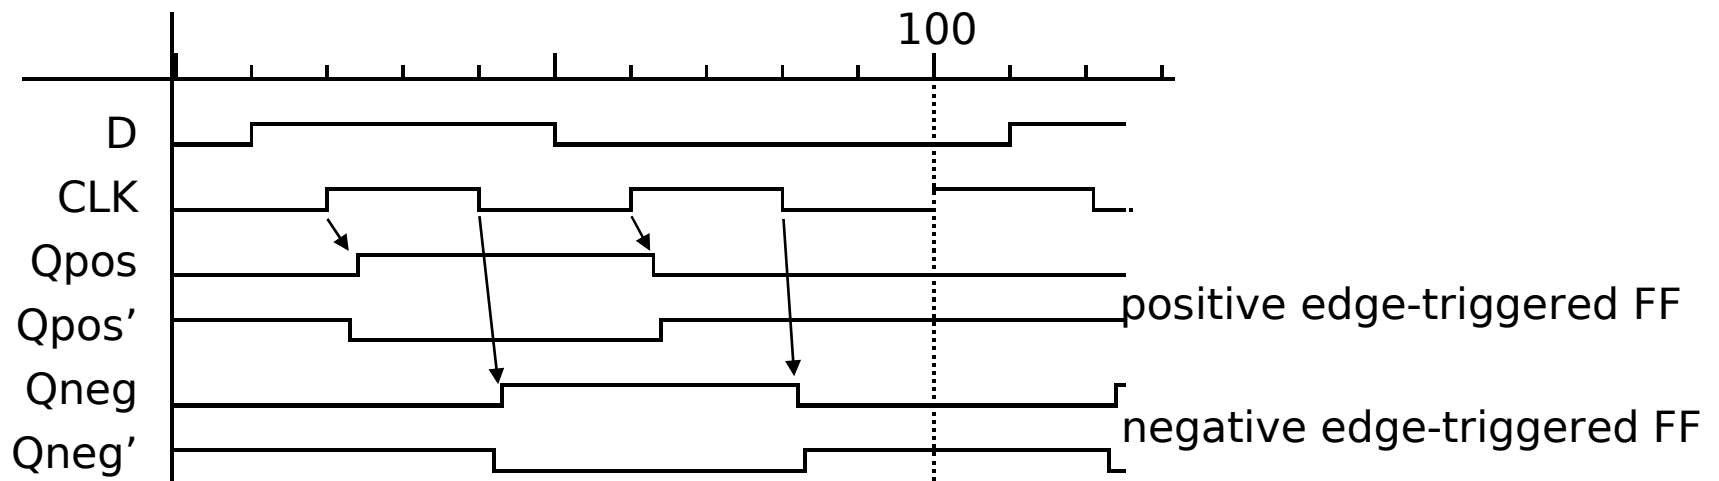 100
D
CLK
Qpos
positive edge-triggered FF
Qpos’
Qneg
negative edge-triggered FF
Qneg’